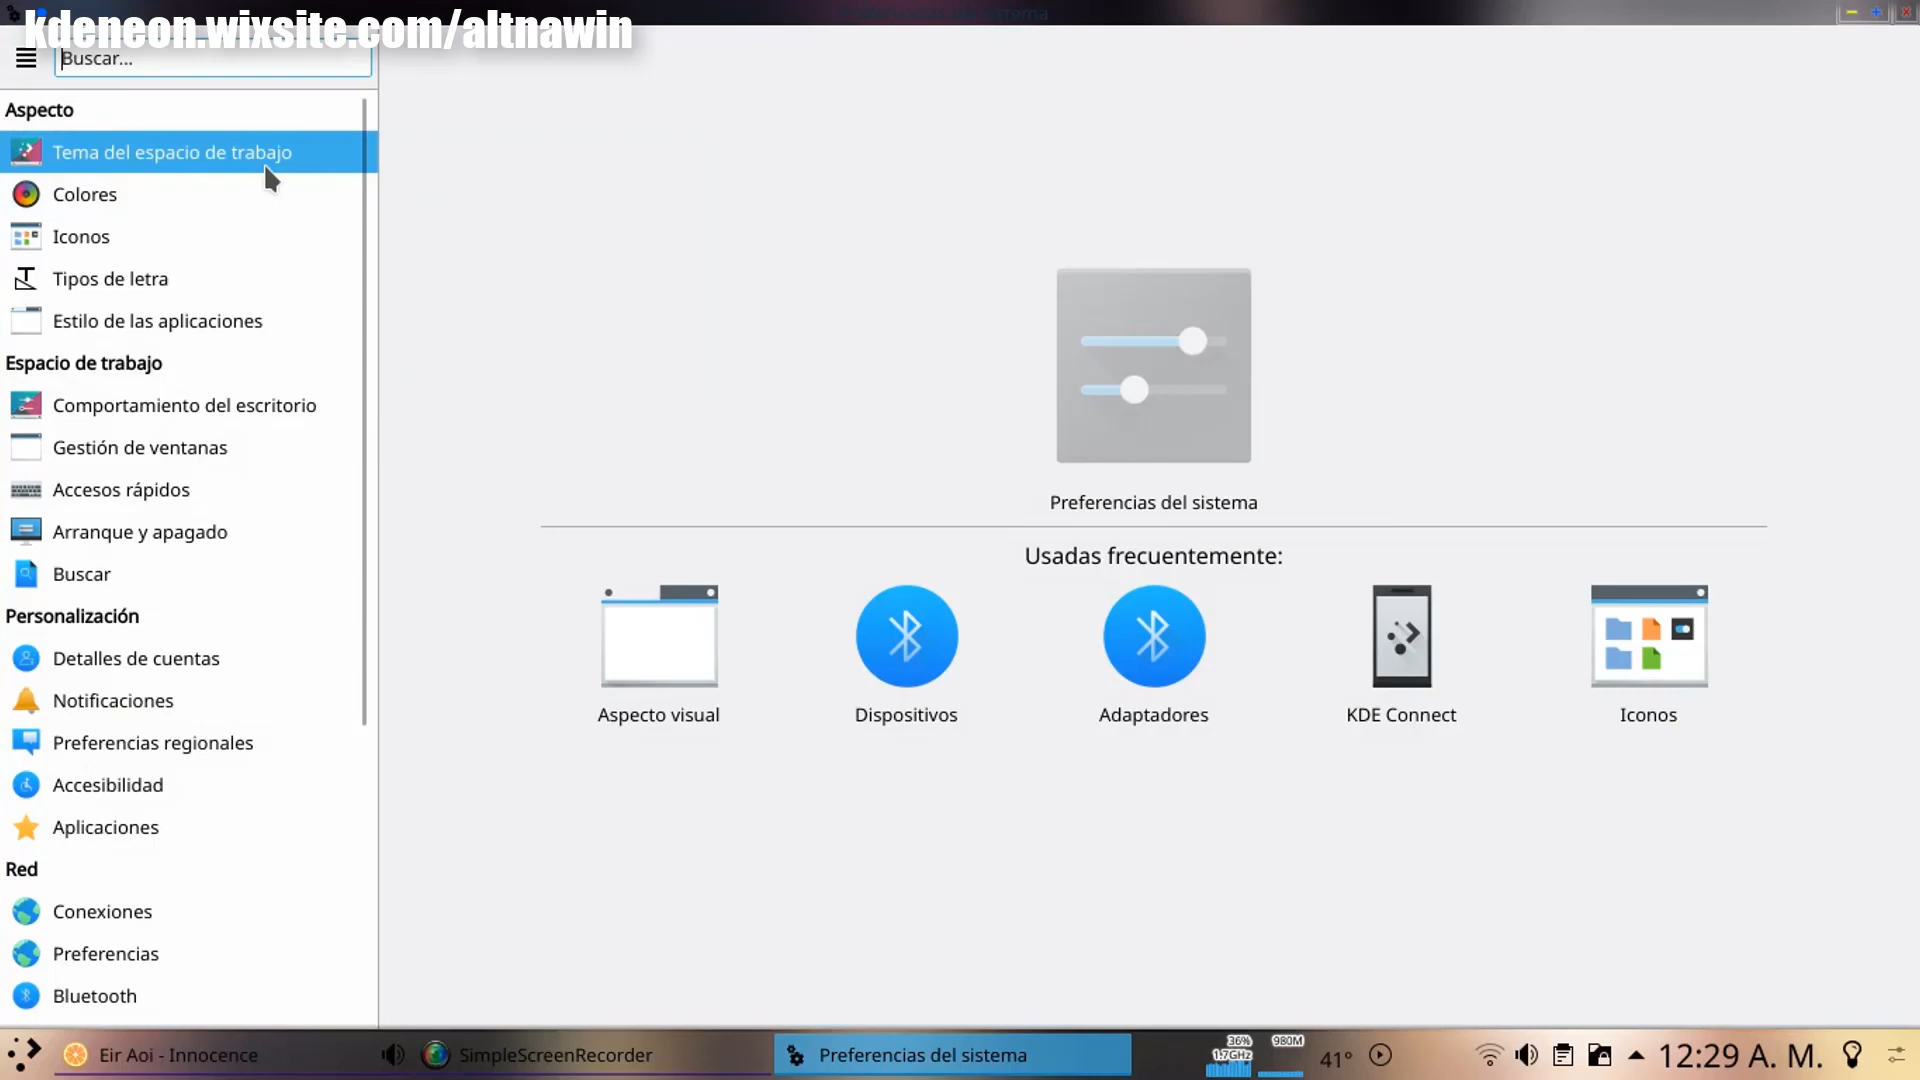 Preferencias del sistema
kdeneon.wixsite.com/altnawin
Buscar...
Aspecto
Tema del espacio de trabajo
Colores
Iconos
Tipos de letra
Estilo de las aplicaciones
Espacio de trabajo
Comportamiento del escritorio
Gestión de ventanas
Accesos rápidos
Arranque y apagado
Buscar
Personalización
Detalles de cuentas
Notificaciones
Preferencias regionales
Accesibilidad
Aplicaciones
Red
Conexiones
Preferencias
Bluetooth
Preferencias del sistema
Usadas frecuentemente:
Aspecto visual
Dispositivos
Adaptadores
KDE Connect
Iconos
Eir Aoi - Innocence
SimpleScreenRecorder
Preferencias del sistema
36%
1.7GHz
980M
41°
12:29 A. M.